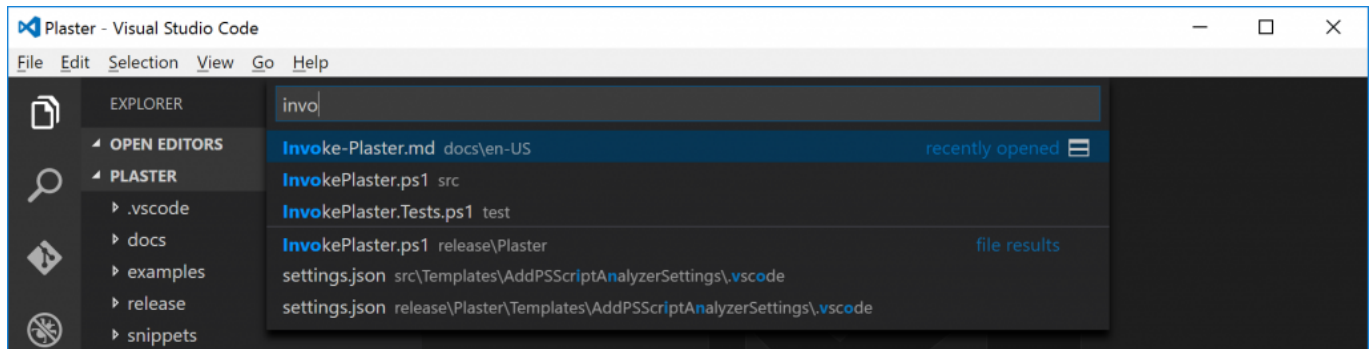 Plaster - Visual Studio Code
File Edit Selection View Go Help
EXPLORER
OPEN EDITORS
PLASTER
.vscode
docs
examples
release
snippets
invo
Invoke-Plaster.md docs\en-US recently opened
InvokePlaster.ps1 src
InvokePlaster.Tests.ps1 test
InvokePlaster.ps1 release\Plaster file results
settings.json src\Templates\AddPSScriptAnalyzerSettings\.vscode
settings.json release\Plaster\Templates\AddPSScriptAnalyzerSettings\.vscode